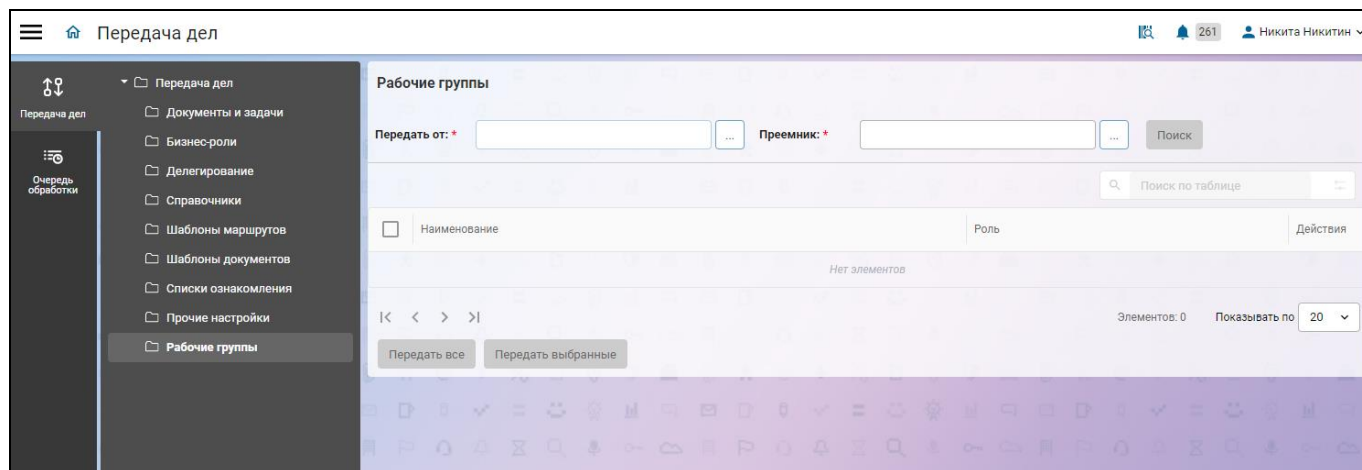 Передача дел
261 Никита Никитин
Передача дел
Очередь
обработки
Передача дел
Документы и задачи
Бизнес-роли
Делегирование
Справочники
Шаблоны маршрутов
Шаблоны документов
Списки ознакомления
Прочие настройки
Рабочие группы
Рабочие группы
Передать от: * ... Преемник: * ... Поиск
Поиск по таблице
Наименование Роль Действия
Нет элементов
Элементов: 0 Показывать по 20
Передать все Передать выбранные